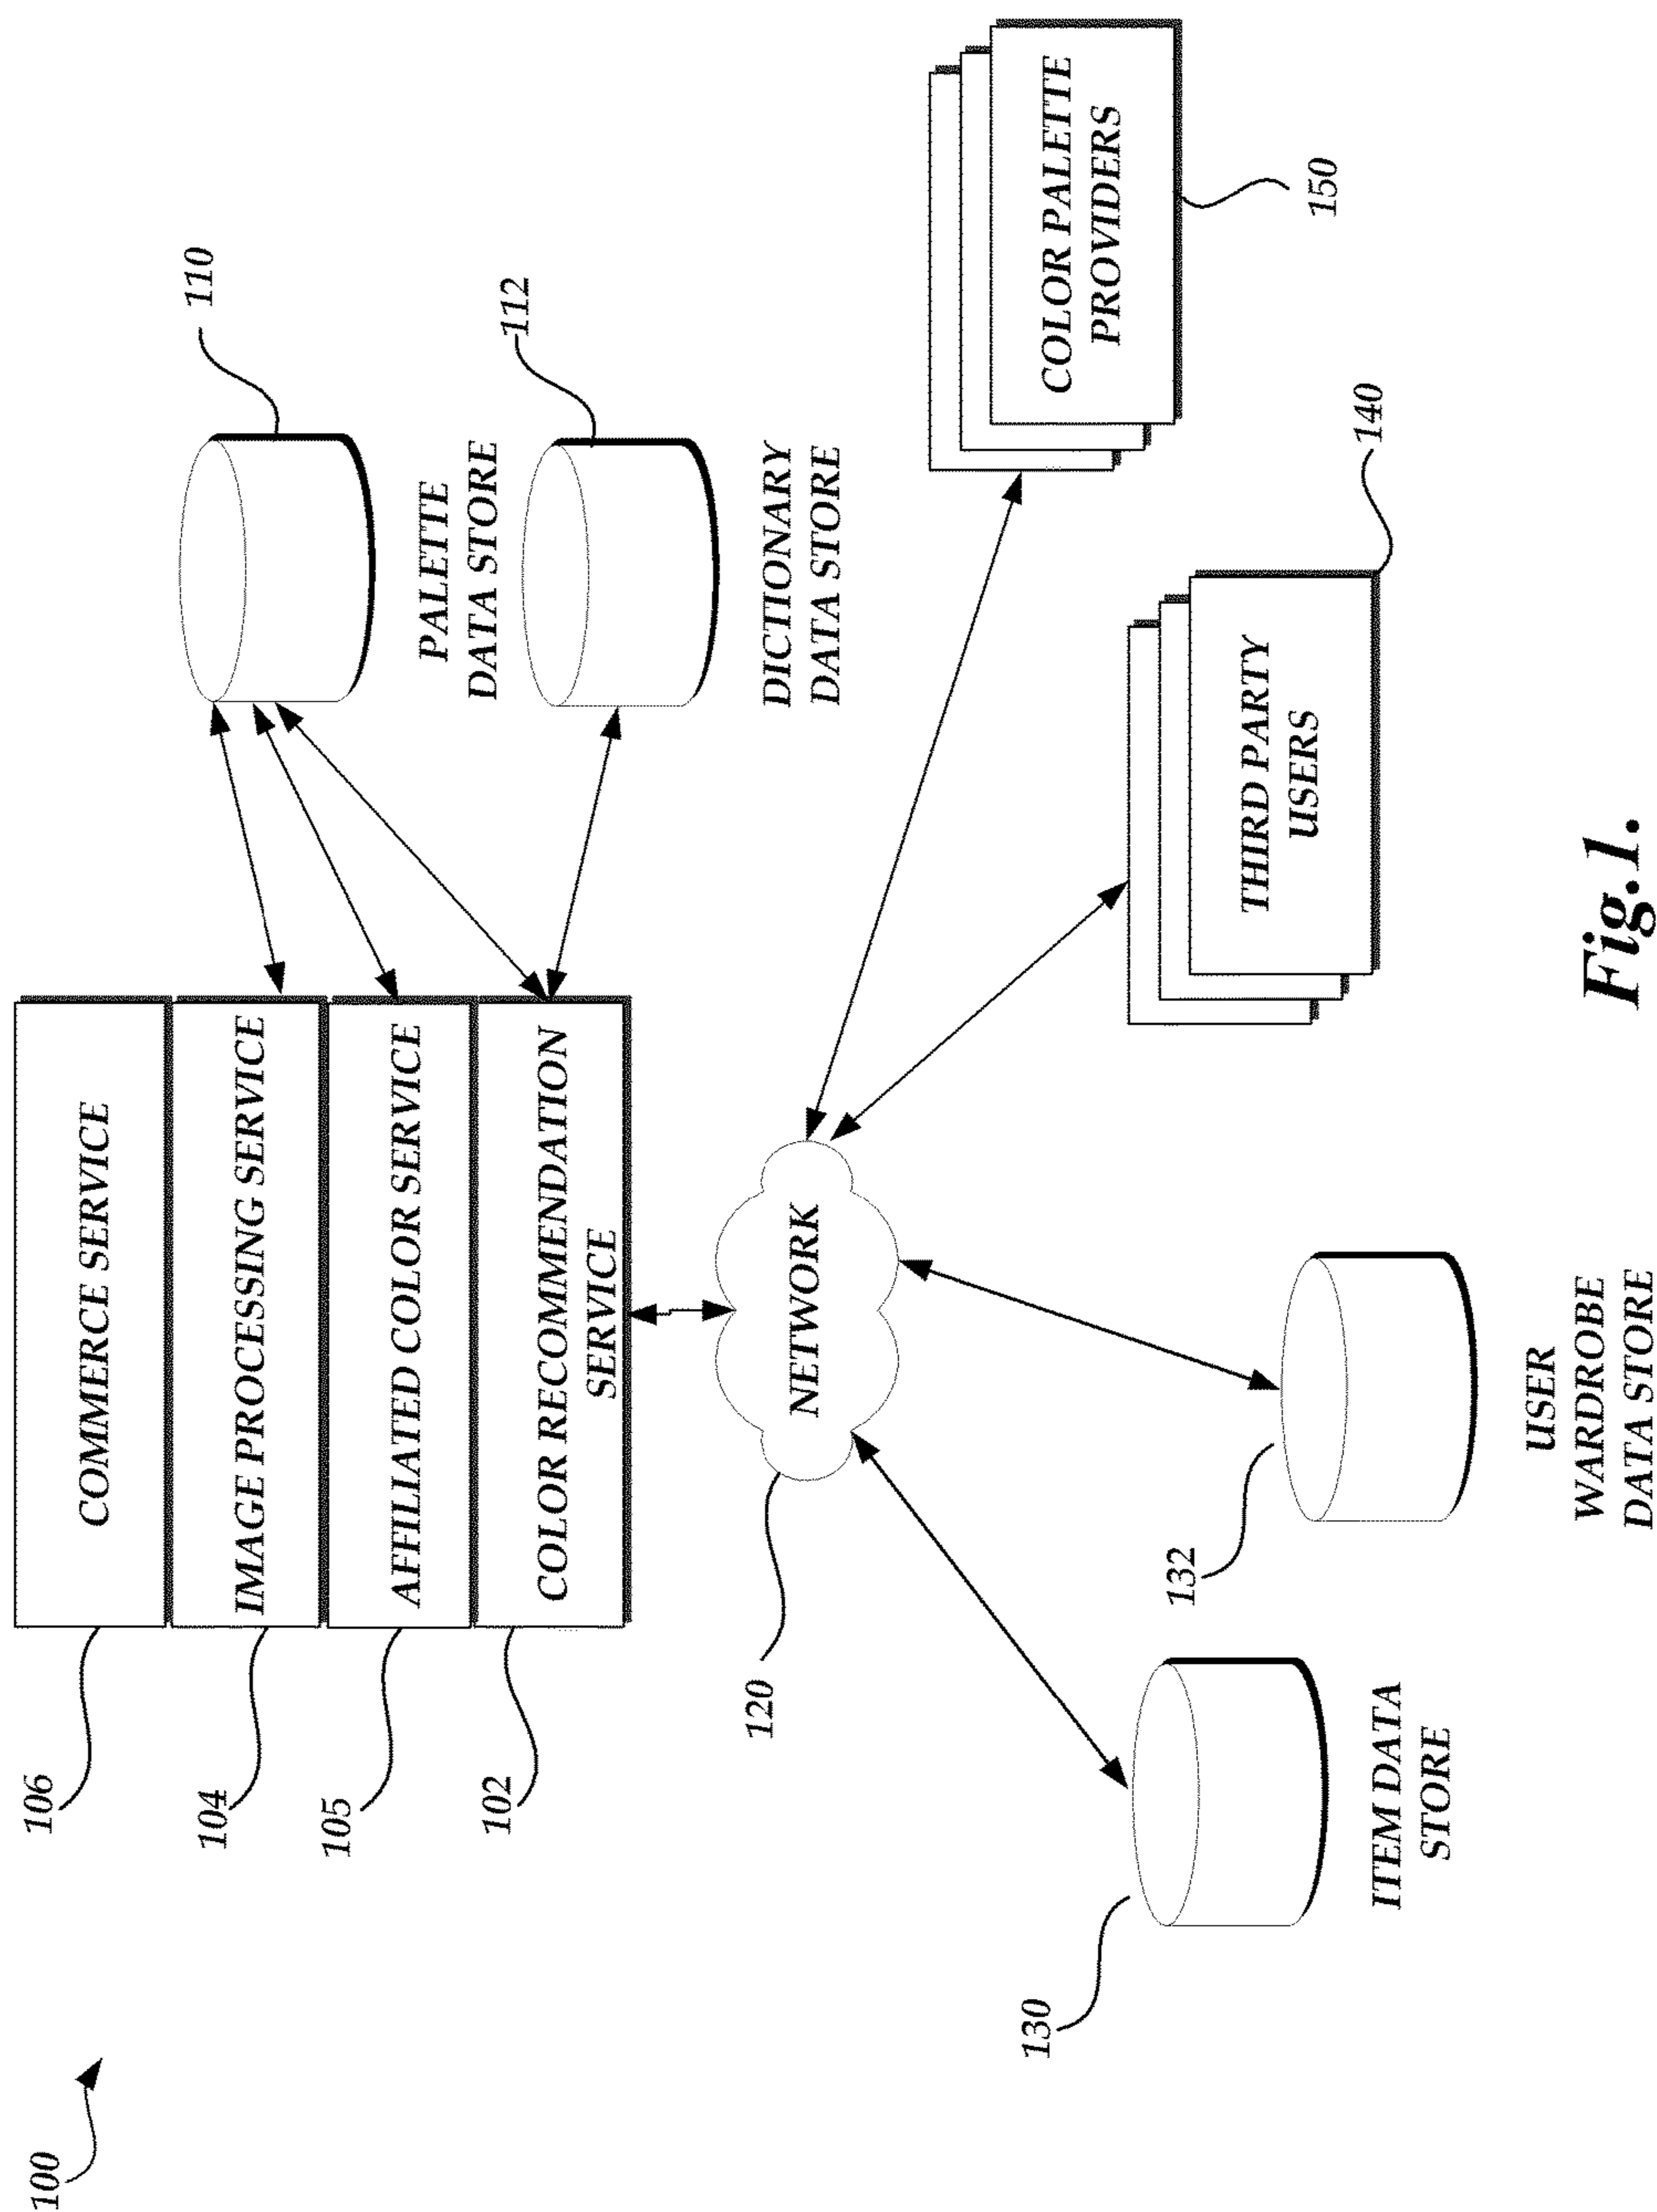 100
106
COMMERCE SERVICE
104
IMAGE PROCESSING SERVICE
105
AFFILIATED COLOR SERVICE
102
COLOR RECOMMENDATION
SERVICE
110
PALETTE
DATA STORE
112
DICTIONARY
DATA STORE
120
NETWORK
130
ITEM DATA
STORE
132
USER
WARDROBE
DATA STORE
THIRD PARTY
USERS
140
COLOR PALETTE
PROVIDERS
150
Fig.1.